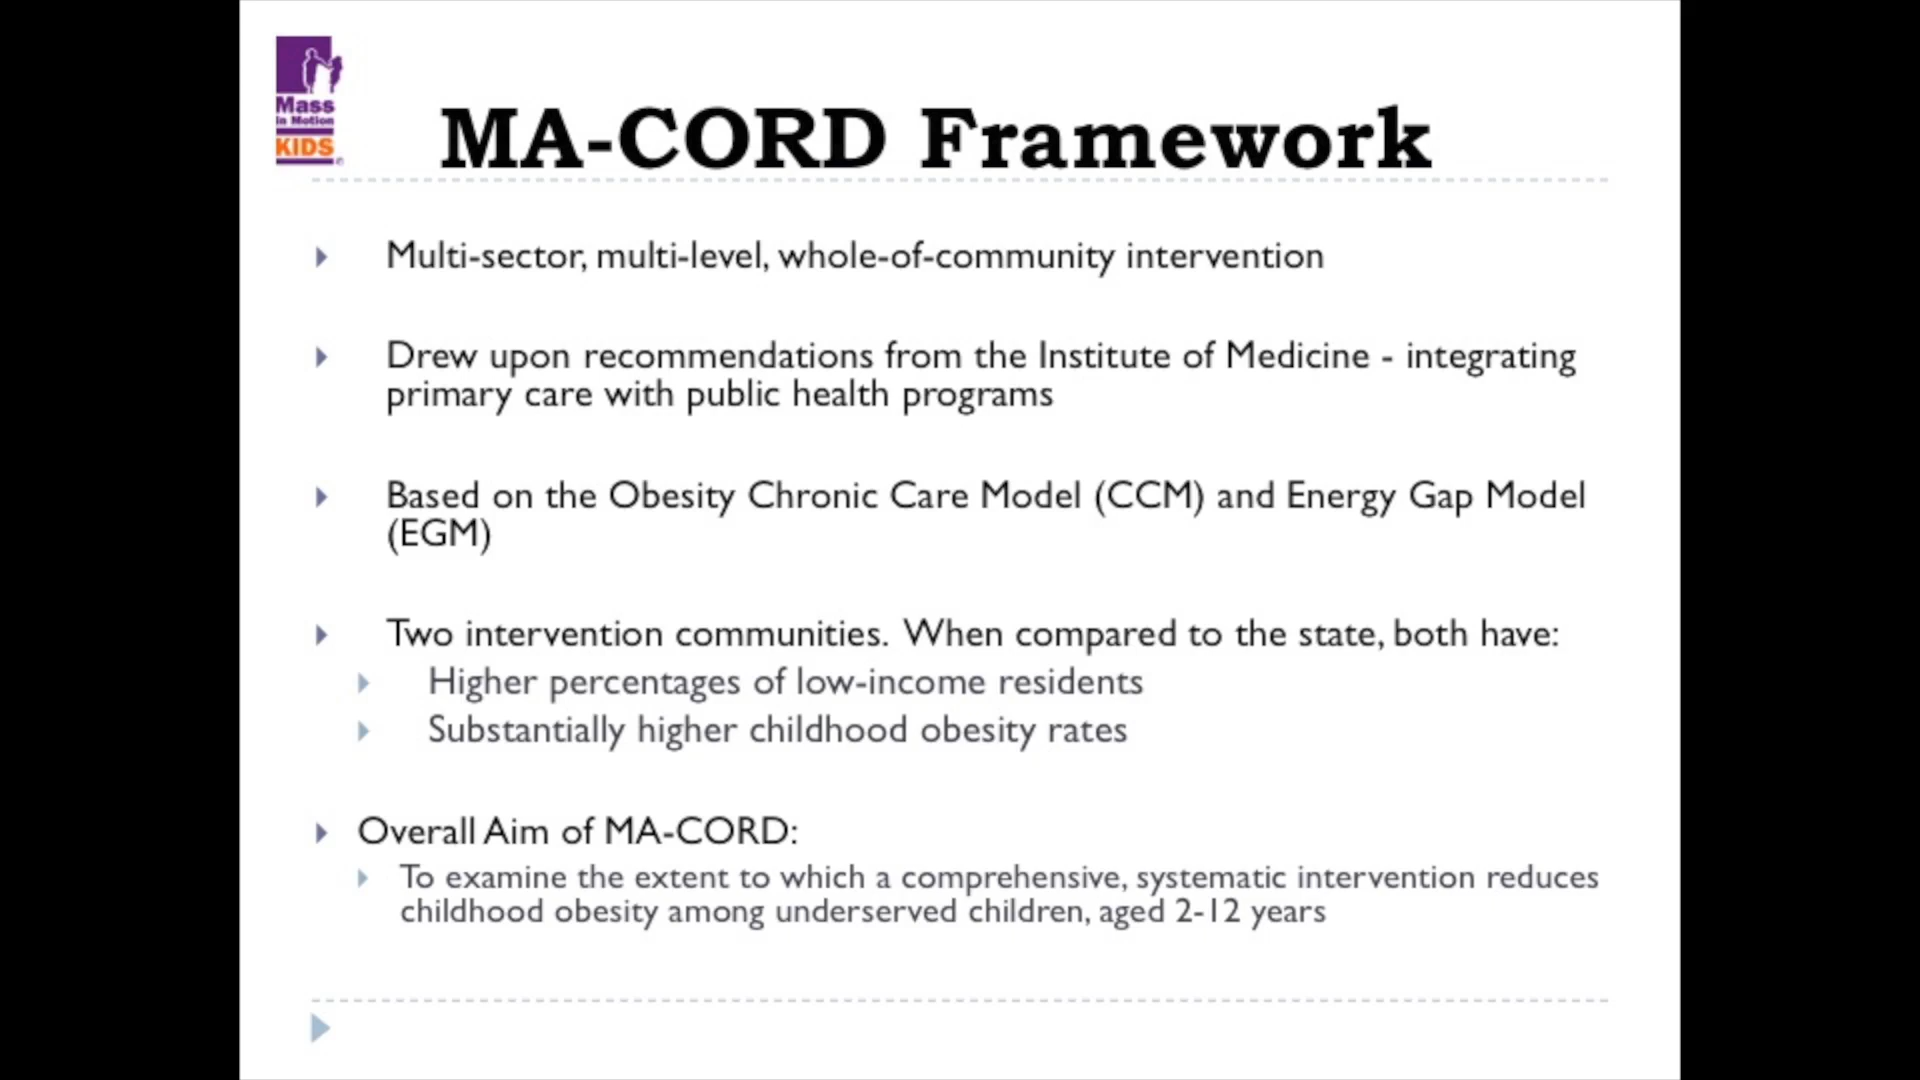 Mass
in Motion
KIDS
MA-CORD Framework
Multi-sector, multi-level, whole-of-community intervention
Drew upon recommendations from the Institute of Medicine - integrating
primary care with public health programs
Based on the Obesity Chronic Care Model (CCM) and Energy Gap Model
(EGM)
Two intervention communities. When compared to the state, both have:
Higher percentages of low-income residents
Substantially higher childhood obesity rates
Overall Aim of MA-CORD:
To examine the extent to which a comprehensive, systematic intervention reduces
childhood obesity among underserved children, aged 2-12 years